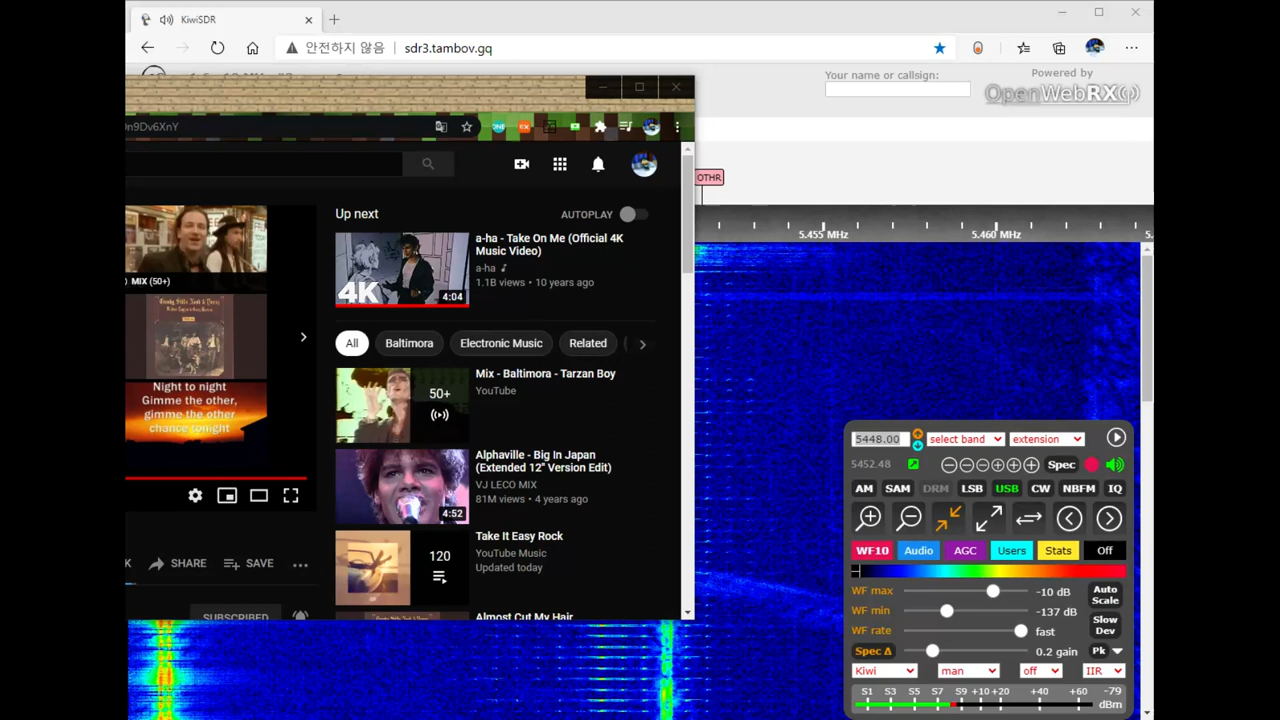 KiwiSDR
안전하지 않음
sdr3.tambov.gq
Your name or callsign:
Powered by
OpenWebRX
0n9Dv6XnY
OTHR
Up next
AUTOPLAY
a-ha - Take On Me (Official 4K
Music Video)
a-ha
1.1B views • 10 years ago
4K
4:04
5.455 MHz
5.460 MHz
5.
MIX (50+)
All
Baltimora
Electronic Music
Related
Night to night
Gimme the other,
gimme the other
chance tonight
50+
Mix - Baltimora - Tarzan Boy
YouTube
Alphaville - Big In Japan
(Extended 12" Version Edit)
VJ LECO MIX
81M views • 4 years ago
4:52
Take It Easy Rock
YouTube Music
Updated today
120
K
SHARE
SAVE
SUBSCRIBED
Almost Cut My Hair
5448.00
select band
extension
5452.48
Spec
AM SAM DRM LSB USB CW NBFM IQ
WF10 Audio AGC Users Stats Off
WF max
-10 dB
Auto
Scale
WF min
-137 dB
WF rate
fast
Slow
Dev
Spec Δ
0.2 gain
Pk
Kiwi
man
off
IIR
S1 S3 S5 S7 S9 +10 +20 +40 +60 -79
dBm